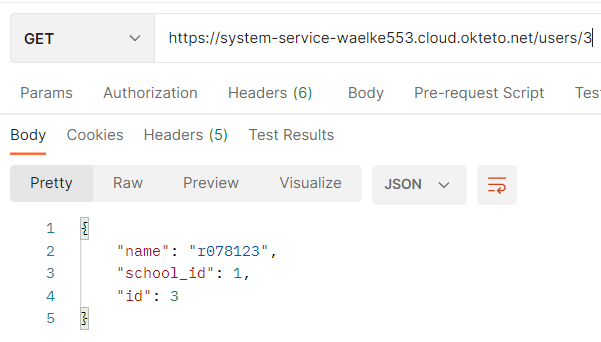 GET https://system-service-waelke553.cloud.okteto.net/users/3
Params Authorization Headers (6) Body Pre-request Script Tes
Body Cookies Headers (5) Test Results
Pretty Raw Preview Visualize JSON
1 {
2 "name": "r078123",
3 "school_id": 1,
4 "id": 3
5 }